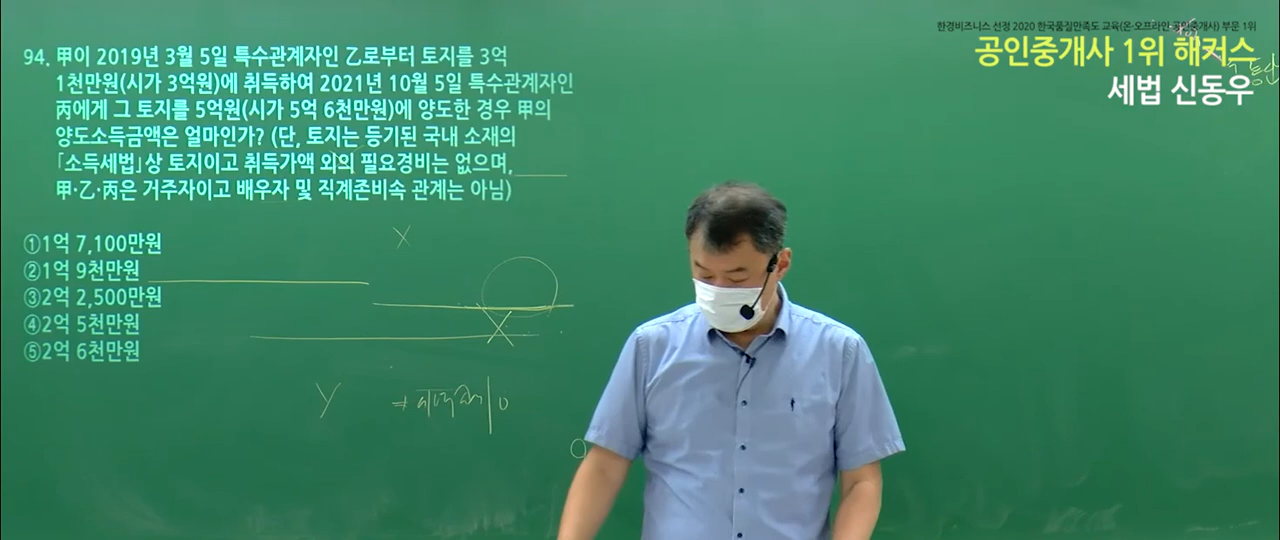 한경비즈니스 선정 2020 한국품질만족도 교육(온·오프라인 공인중개사) 부문 1위
공인중개사 1위 해커스
세법 신동우
94. 甲이 2019년 3월 5일 특수관계자인 乙로부터 토지를 3억
1천만원(시가 3억원)에 취득하여 2021년 10월 5일 특수관계자인
丙에게 그 토지를 5억원(시가 5억 6천만원)에 양도한 경우 甲의
양도소득금액은 얼마인가? (단, 토지는 등기된 국내 소재의
「소득세법」상 토지이고 취득가액 외의 필요경비는 없으며,
甲·乙·丙은 거주자이고 배우자 및 직계존비속 관계는 아님)
①1억 7,100만원
②1억 9천만원
③2억 2,500만원
④2억 5천만원
⑤2억 6천만원